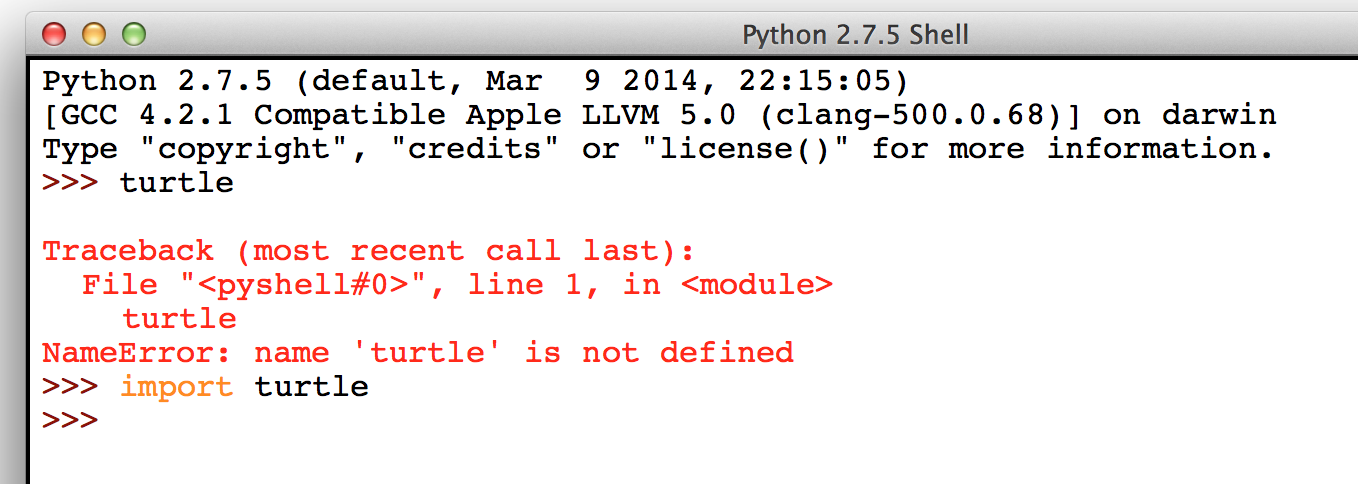 Python 2.7.5 Shell
Python 2.7.5 (default, Mar  9 2014, 22:15:05)
[GCC 4.2.1 Compatible Apple LLVM 5.0 (clang-500.0.68)] on darwin
Type "copyright", "credits" or "license()" for more information.
>>> turtle

Traceback (most recent call last):
  File "<pyshell#0>", line 1, in <module>
    turtle
NameError: name 'turtle' is not defined
>>> import turtle
>>>